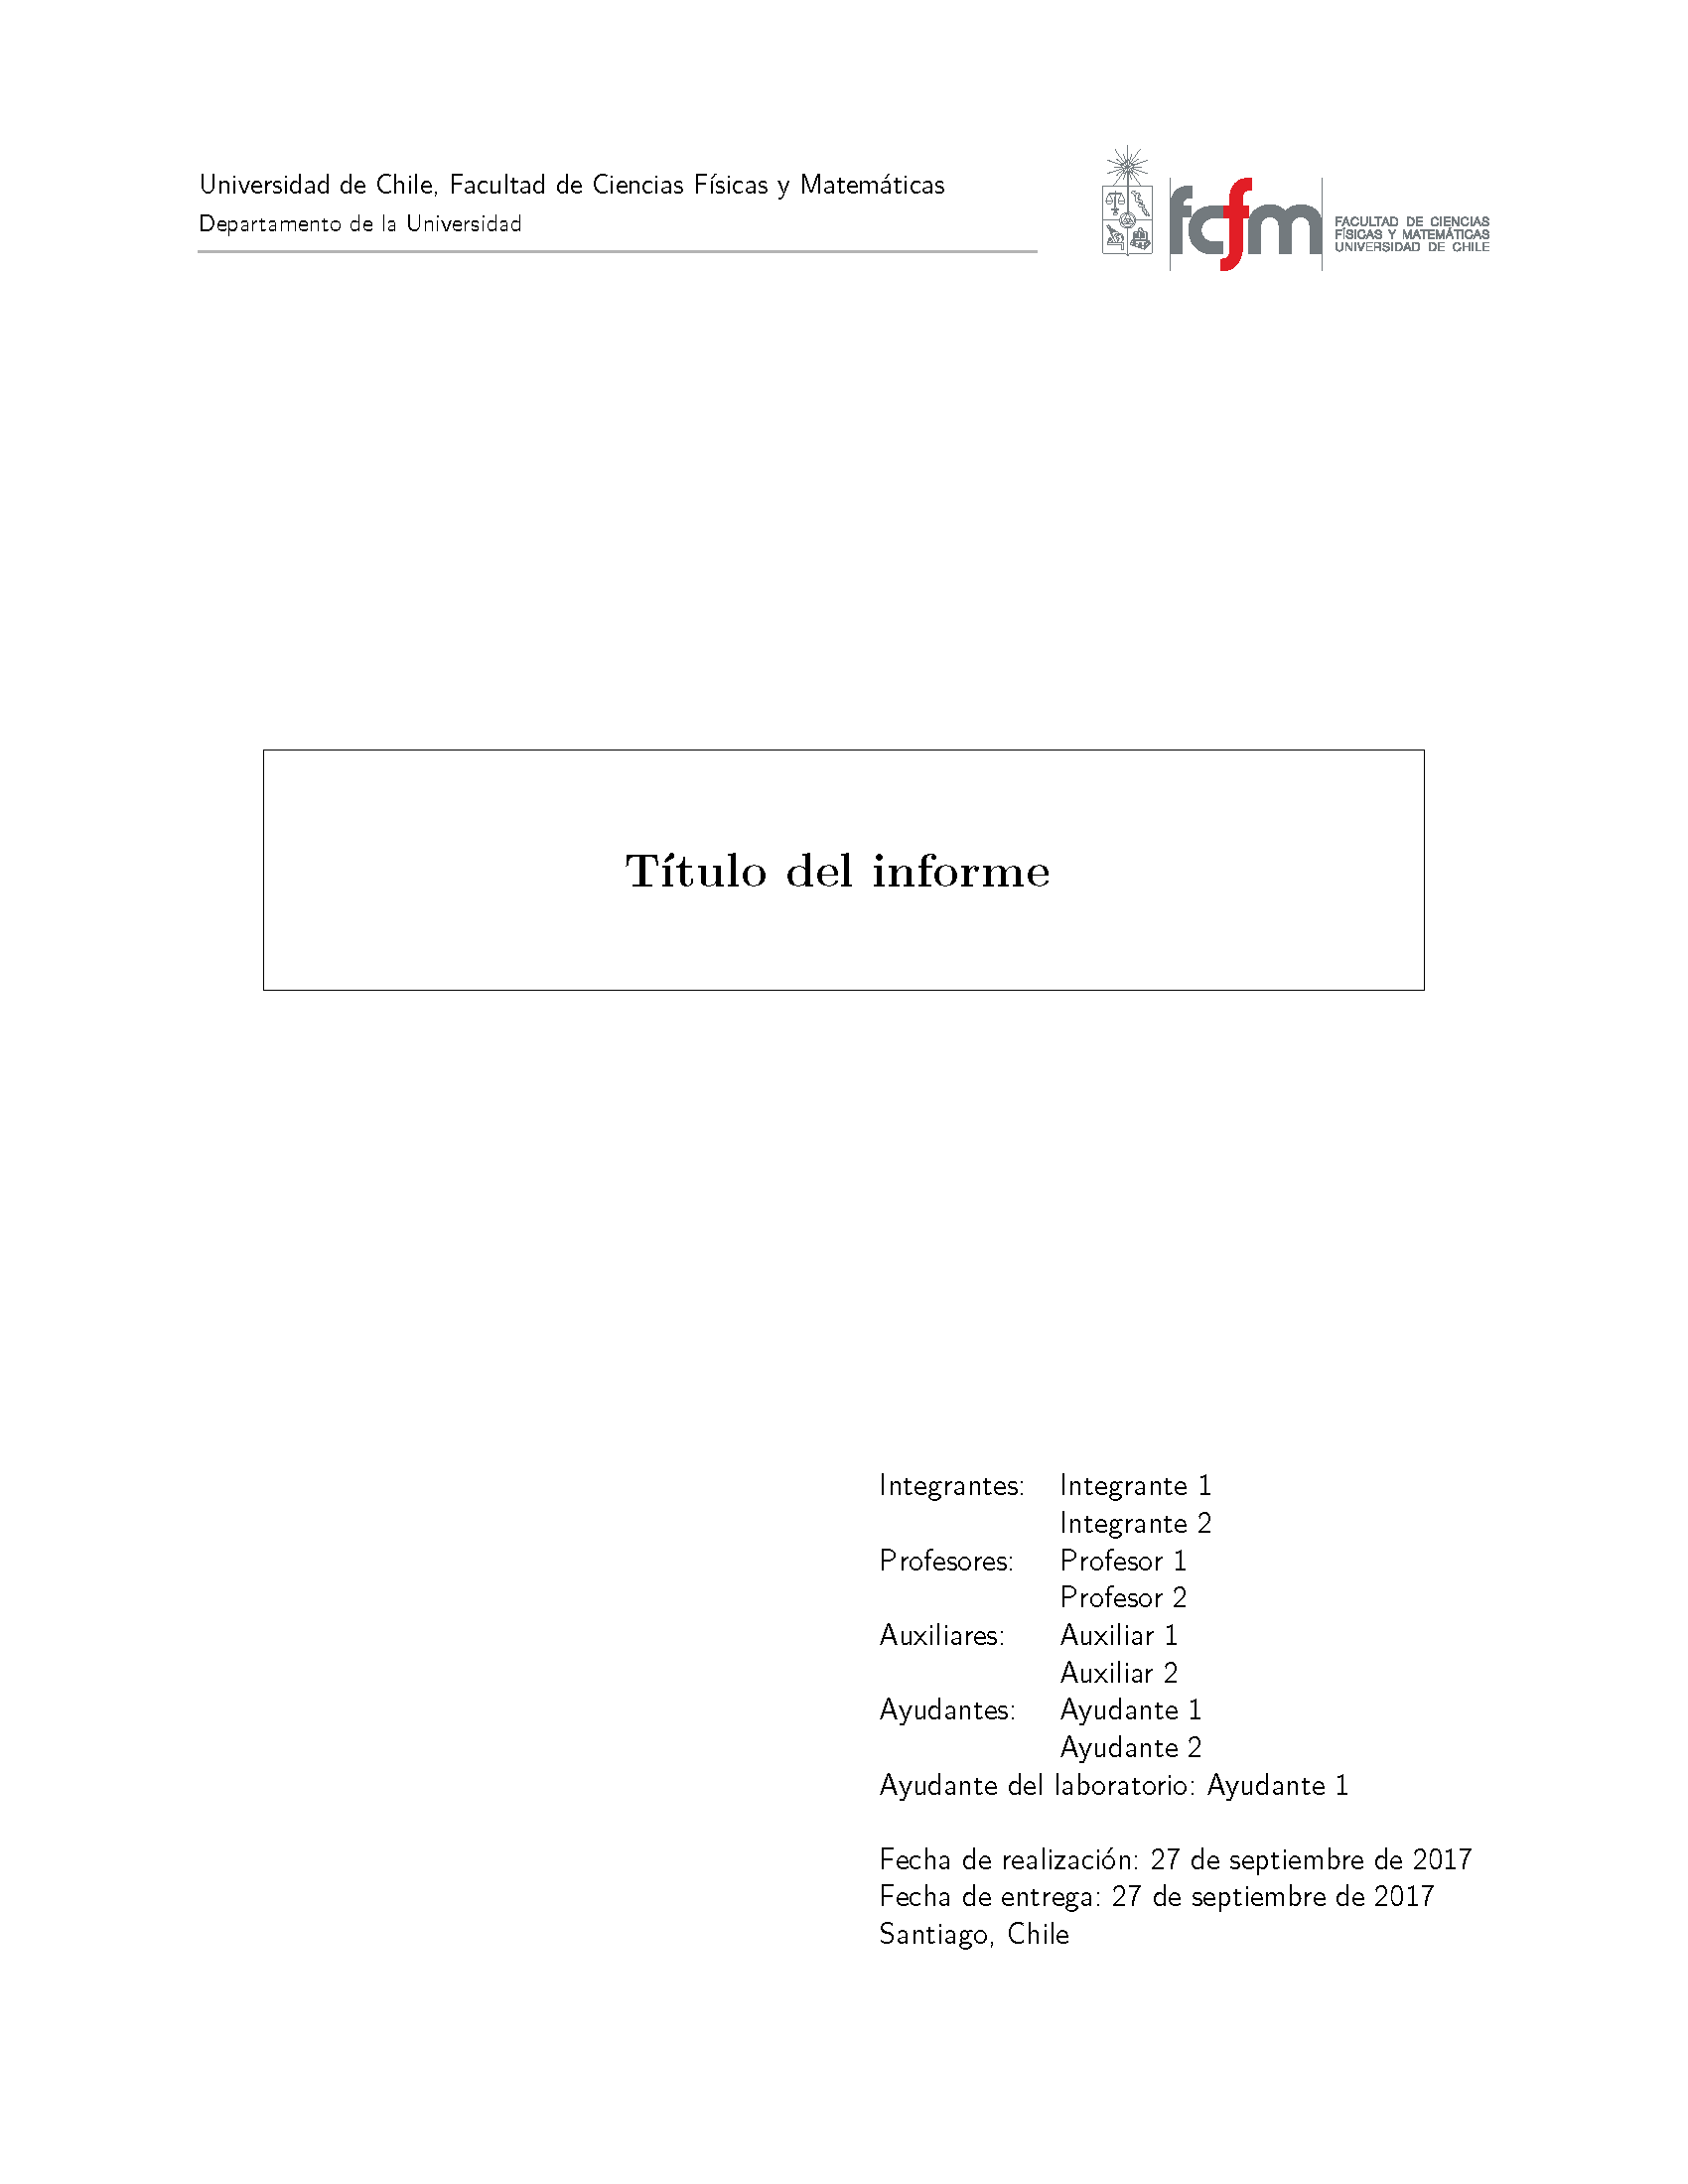 Universidad de Chile, Facultad de Ciencias Físicas y Matemáticas
Departamento de la Universidad
fcfm
FACULTAD DE CIENCIAS
FÍSICAS Y MATEMÁTICAS
UNIVERSIDAD DE CHILE
Título del informe
Integrantes: Integrante 1
Integrante 2
Profesores: Profesor 1
Profesor 2
Auxiliares: Auxiliar 1
Auxiliar 2
Ayudantes: Ayudante 1
Ayudante 2
Ayudante del laboratorio: Ayudante 1
Fecha de realización: 27 de septiembre de 2017
Fecha de entrega: 27 de septiembre de 2017
Santiago, Chile